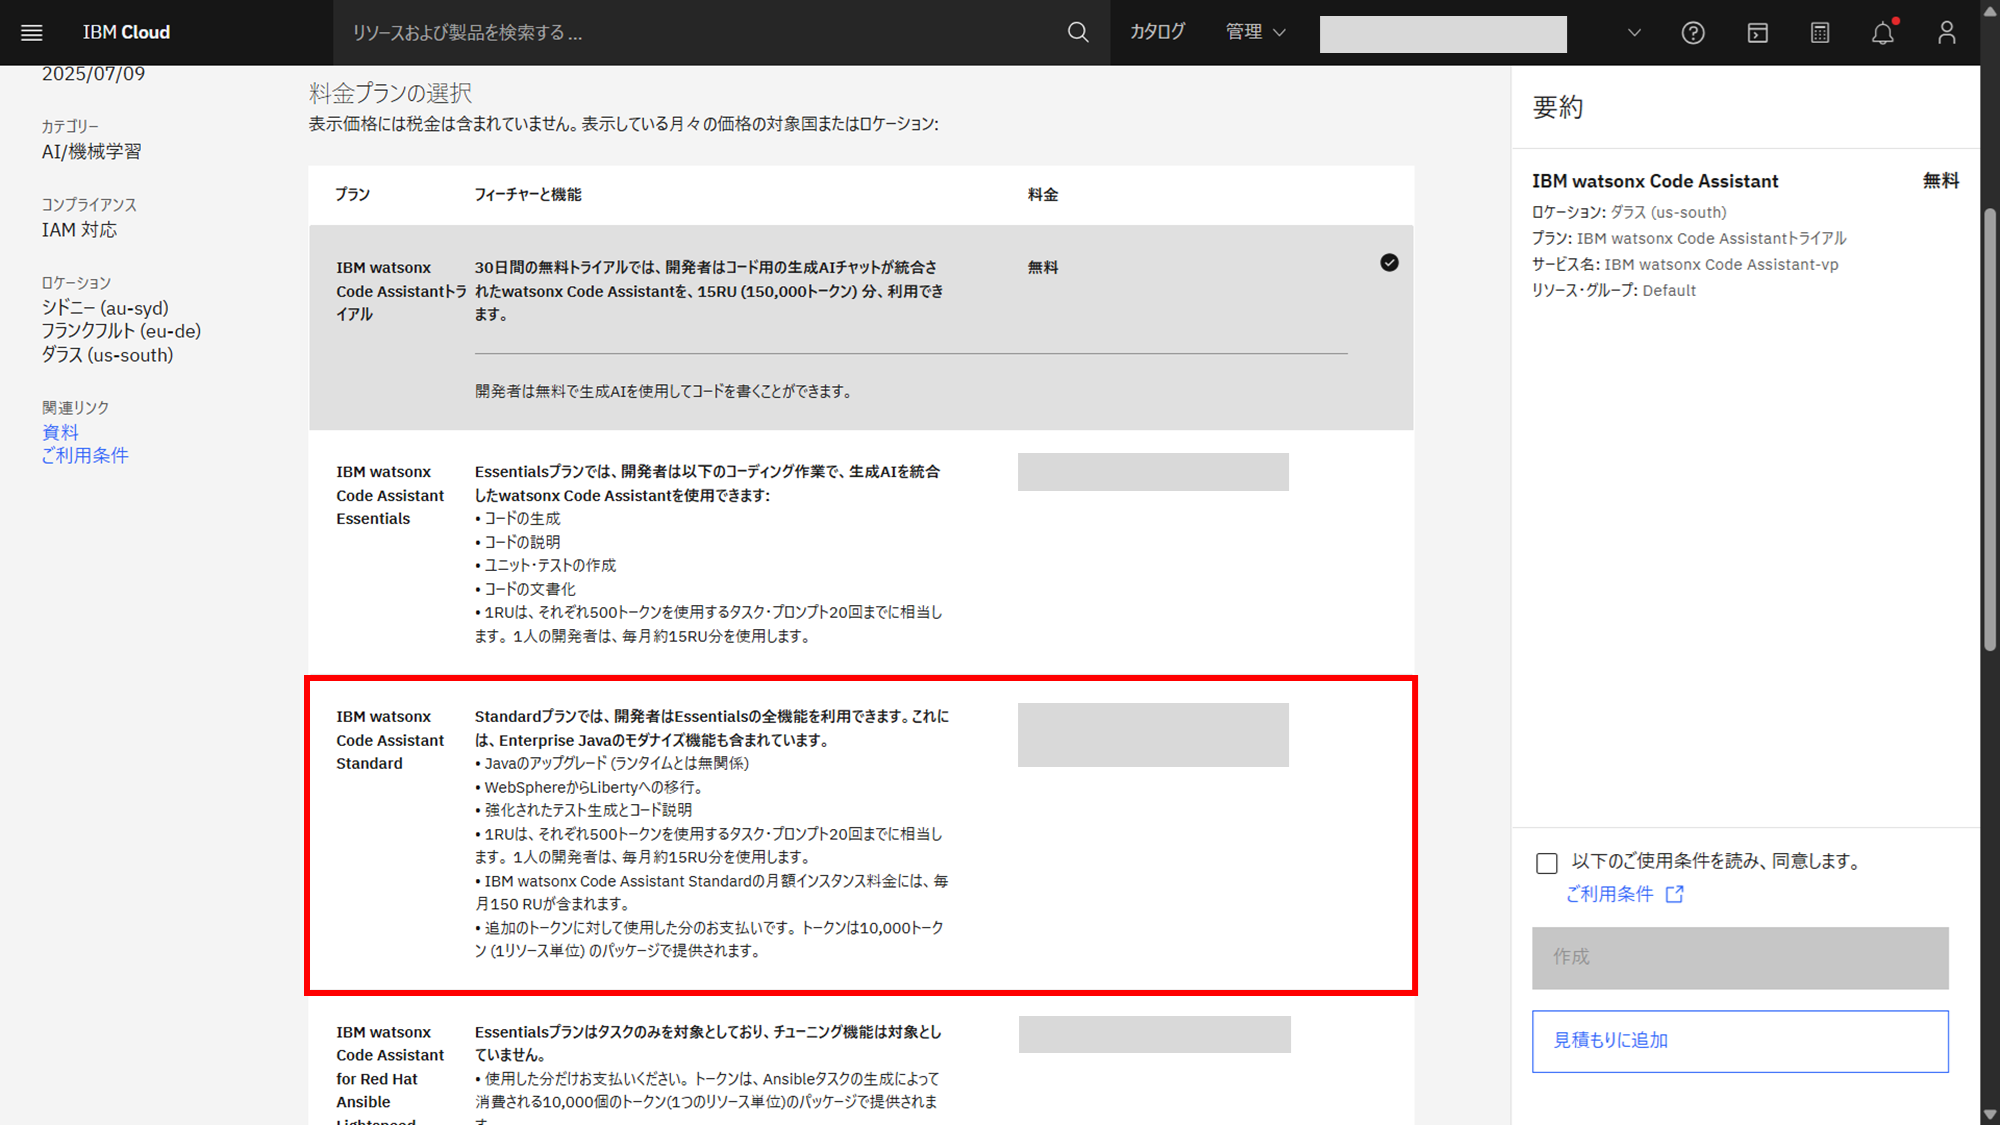 IBM Cloud
リソースおよび製品を検索する ...
カタログ
管理
2025/07/09
カテゴリー
AI/機械学習
コンプライアンス
IAM 対応
ロケーション
シドニー (au-syd)
フランクフルト (eu-de)
ダラス (us-south)
関連リンク
資料
ご利用条件
料金プランの選択
表示価格には税金は含まれていません。表示している月々の価格の対象国またはロケーション:
プラン
フィーチャーと機能
料金
IBM watsonx
Code Assistantトラ
イアル
30日間の無料トライアルでは、開発者はコード用の生成AIチャットが統合さ
れたwatsonx Code Assistantを、15RU (150,000トークン) 分、利用でき
ます。
無料
開発者は無料で生成AIを使用してコードを書くことができます。
IBM watsonx
Code Assistant
Essentials
Essentialsプランでは、開発者は以下のコーディング作業で、生成AIを統合
したwatsonx Code Assistantを使用できます:
• コードの生成
• コードの説明
• ユニット・テストの作成
• コードの文書化
• 1RUは、それぞれ500トークンを使用するタスク・プロンプト20回までに相当し
ます。1人の開発者は、毎月約15RU分を使用します。
IBM watsonx
Code Assistant
Standard
Standardプランでは、開発者はEssentialsの全機能を利用できます。これに
は、Enterprise Javaのモダナイズ機能も含まれています。
• Javaのアップグレード (ランタイムとは無関係)
• WebSphereからLibertyへの移行。
• 強化されたテスト生成とコード説明
• 1RUは、それぞれ500トークンを使用するタスク・プロンプト20回までに相当し
ます。1人の開発者は、毎月約15RU分を使用します。
• IBM watsonx Code Assistant Standardの月額インスタンス料金には、毎
月150 RUが含まれます。
• 追加のトークンに対して使用した分のお支払いです。トークンは10,000トーク
ン (1リソース単位) のパッケージで提供されます。
IBM watsonx
Code Assistant
for Red Hat
Ansible
Lightspeed
Essentialsプランはタスクのみを対象としており、チューニング機能は対象とし
ていません。
• 使用した分だけお支払いください。トークンは、Ansibleタスクの生成によって
消費される10,000個のトークン(1つのリソース単位)のパッケージで提供されま
す。
要約
IBM watsonx Code Assistant
無料
ロケーション: ダラス (us-south)
プラン: IBM watsonx Code Assistantトライアル
サービス名: IBM watsonx Code Assistant-vp
リソース・グループ: Default
以下のご使用条件を読み、同意します。
ご利用条件
作成
見積もりに追加